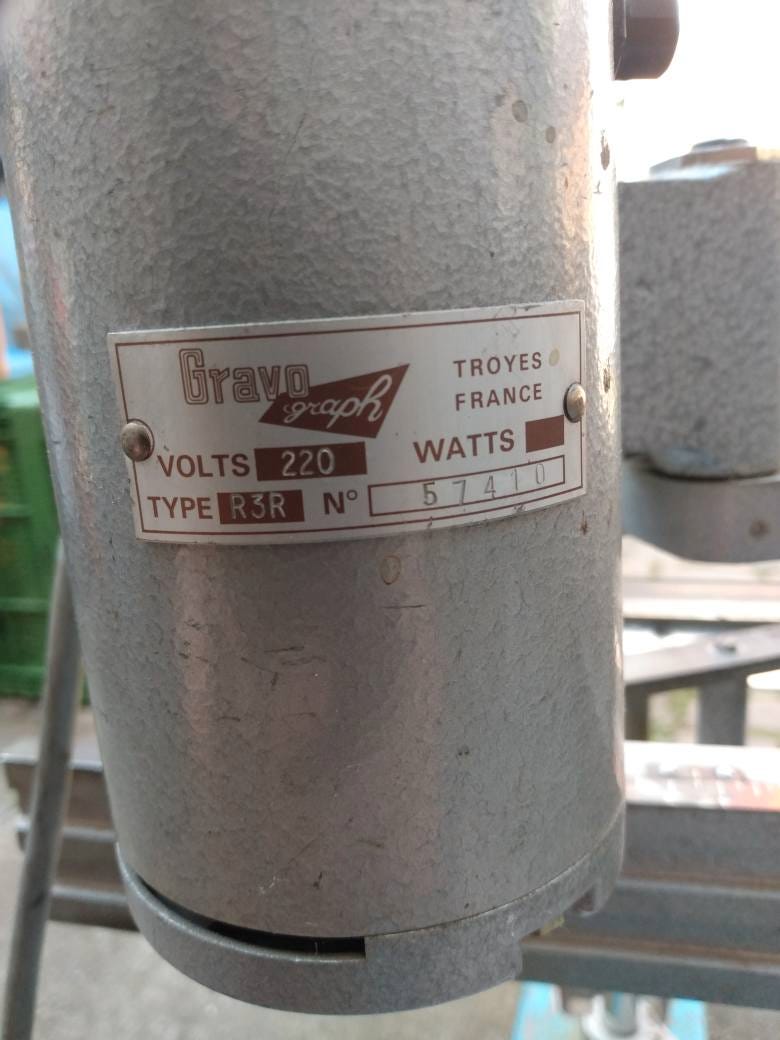 Gravo
graph
TROYES
FRANCE
VOLTS 220 WATTS
TYPE R3R N° 57410